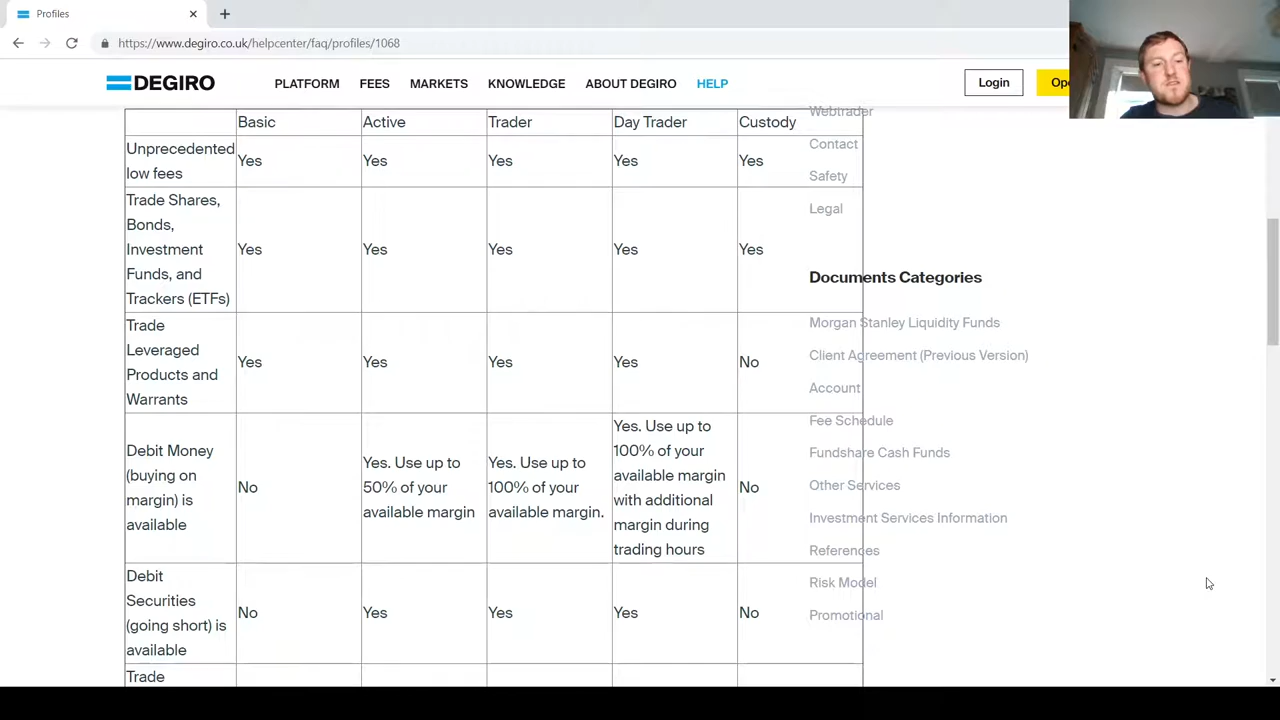 Profiles
https://www.degiro.co.uk/helpcenter/faq/profiles/1068
DEGIRO
PLATFORM
FEES
MARKETS
KNOWLEDGE
ABOUT DEGIRO
HELP
Login
Basic
Active
Trader
Day Trader
Custody
Unprecedented
low fees
Yes
Yes
Yes
Yes
Yes
Trade Shares,
Bonds,
Investment
Funds, and
Trackers (ETFs)
Yes
Yes
Yes
Yes
Yes
Trade
Leveraged
Products and
Warrants
Yes
Yes
Yes
Yes
No
Debit Money
(buying on
margin) is
available
No
Yes. Use up to
50% of your
available margin
Yes. Use up to
100% of your
available margin.
Yes. Use up to
100% of your
available margin
with additional
margin during
trading hours
No
Debit
Securities
(going short) is
available
No
Yes
Yes
Yes
No
Trade
Webtrader
Contact
Safety
Legal
Documents Categories
Morgan Stanley Liquidity Funds
Client Agreement (Previous Version)
Account
Fee Schedule
Fundshare Cash Funds
Other Services
Investment Services Information
References
Risk Model
Promotional